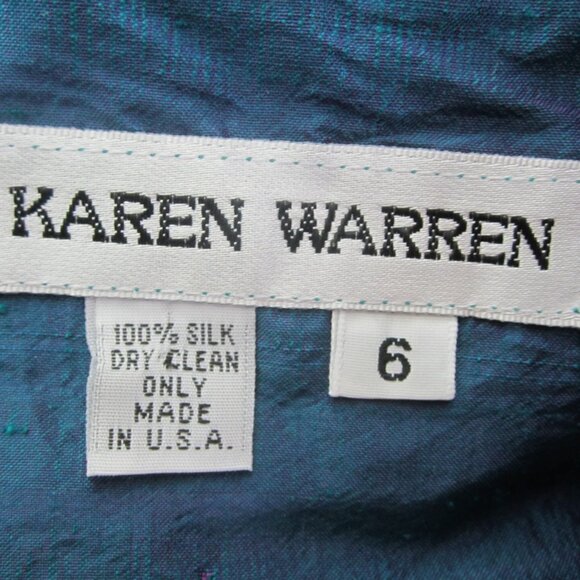 KAREN WARREN
100% SILK
DRY CLEAN
ONLY
MADE
IN U.S.A.
6